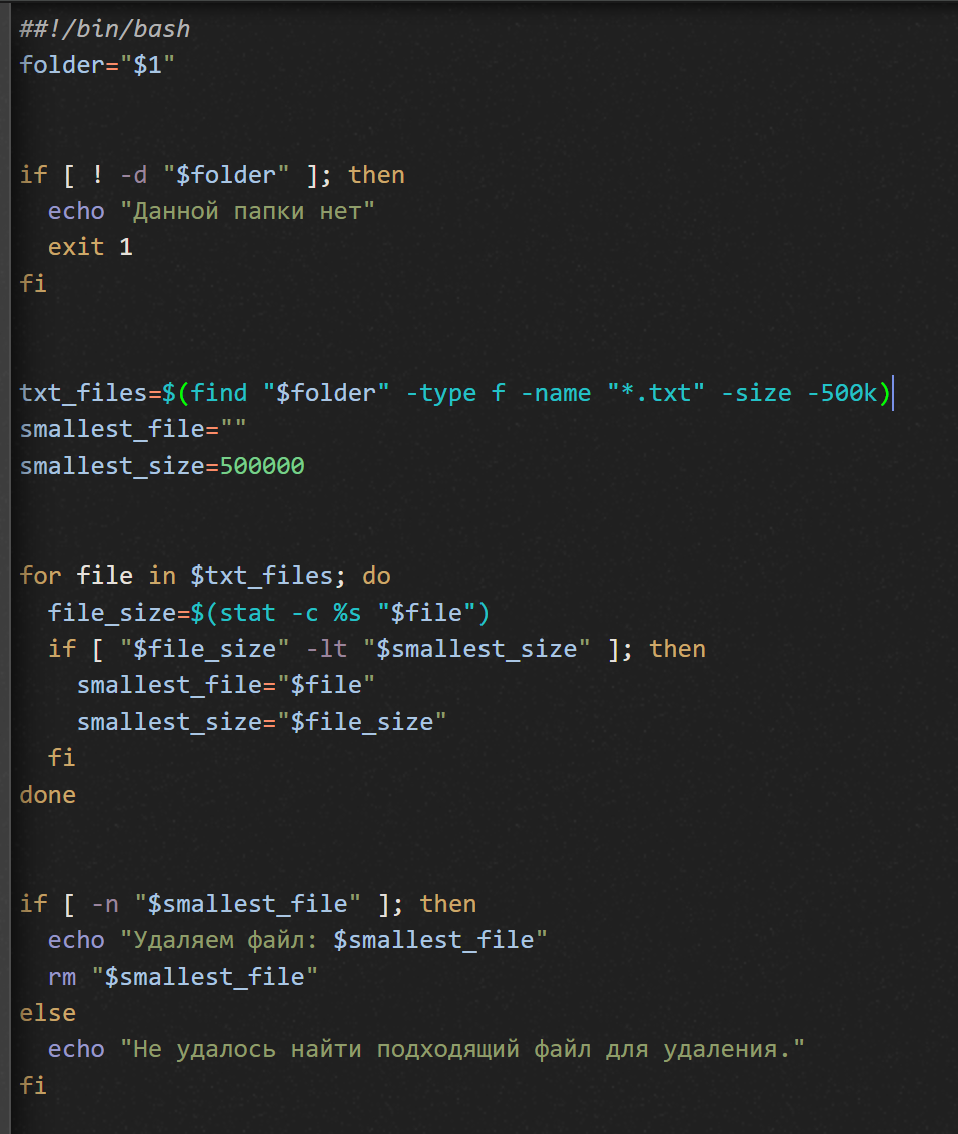 ##!/bin/bash
folder="$1"
if [ ! -d "$folder" ]; then
  echo "Данной папки нет"
  exit 1
fi
txt_files=$(find "$folder" -type f -name "*.txt" -size -500k)
smallest_file=""
smallest_size=500000
for file in $txt_files; do
  file_size=$(stat -c %s "$file")
  if [ "$file_size" -lt "$smallest_size" ]; then
    smallest_file="$file"
    smallest_size="$file_size"
  fi
done
if [ -n "$smallest_file" ]; then
  echo "Удаляем файл: $smallest_file"
  rm "$smallest_file"
else
  echo "Не удалось найти подходящий файл для удаления."
fi